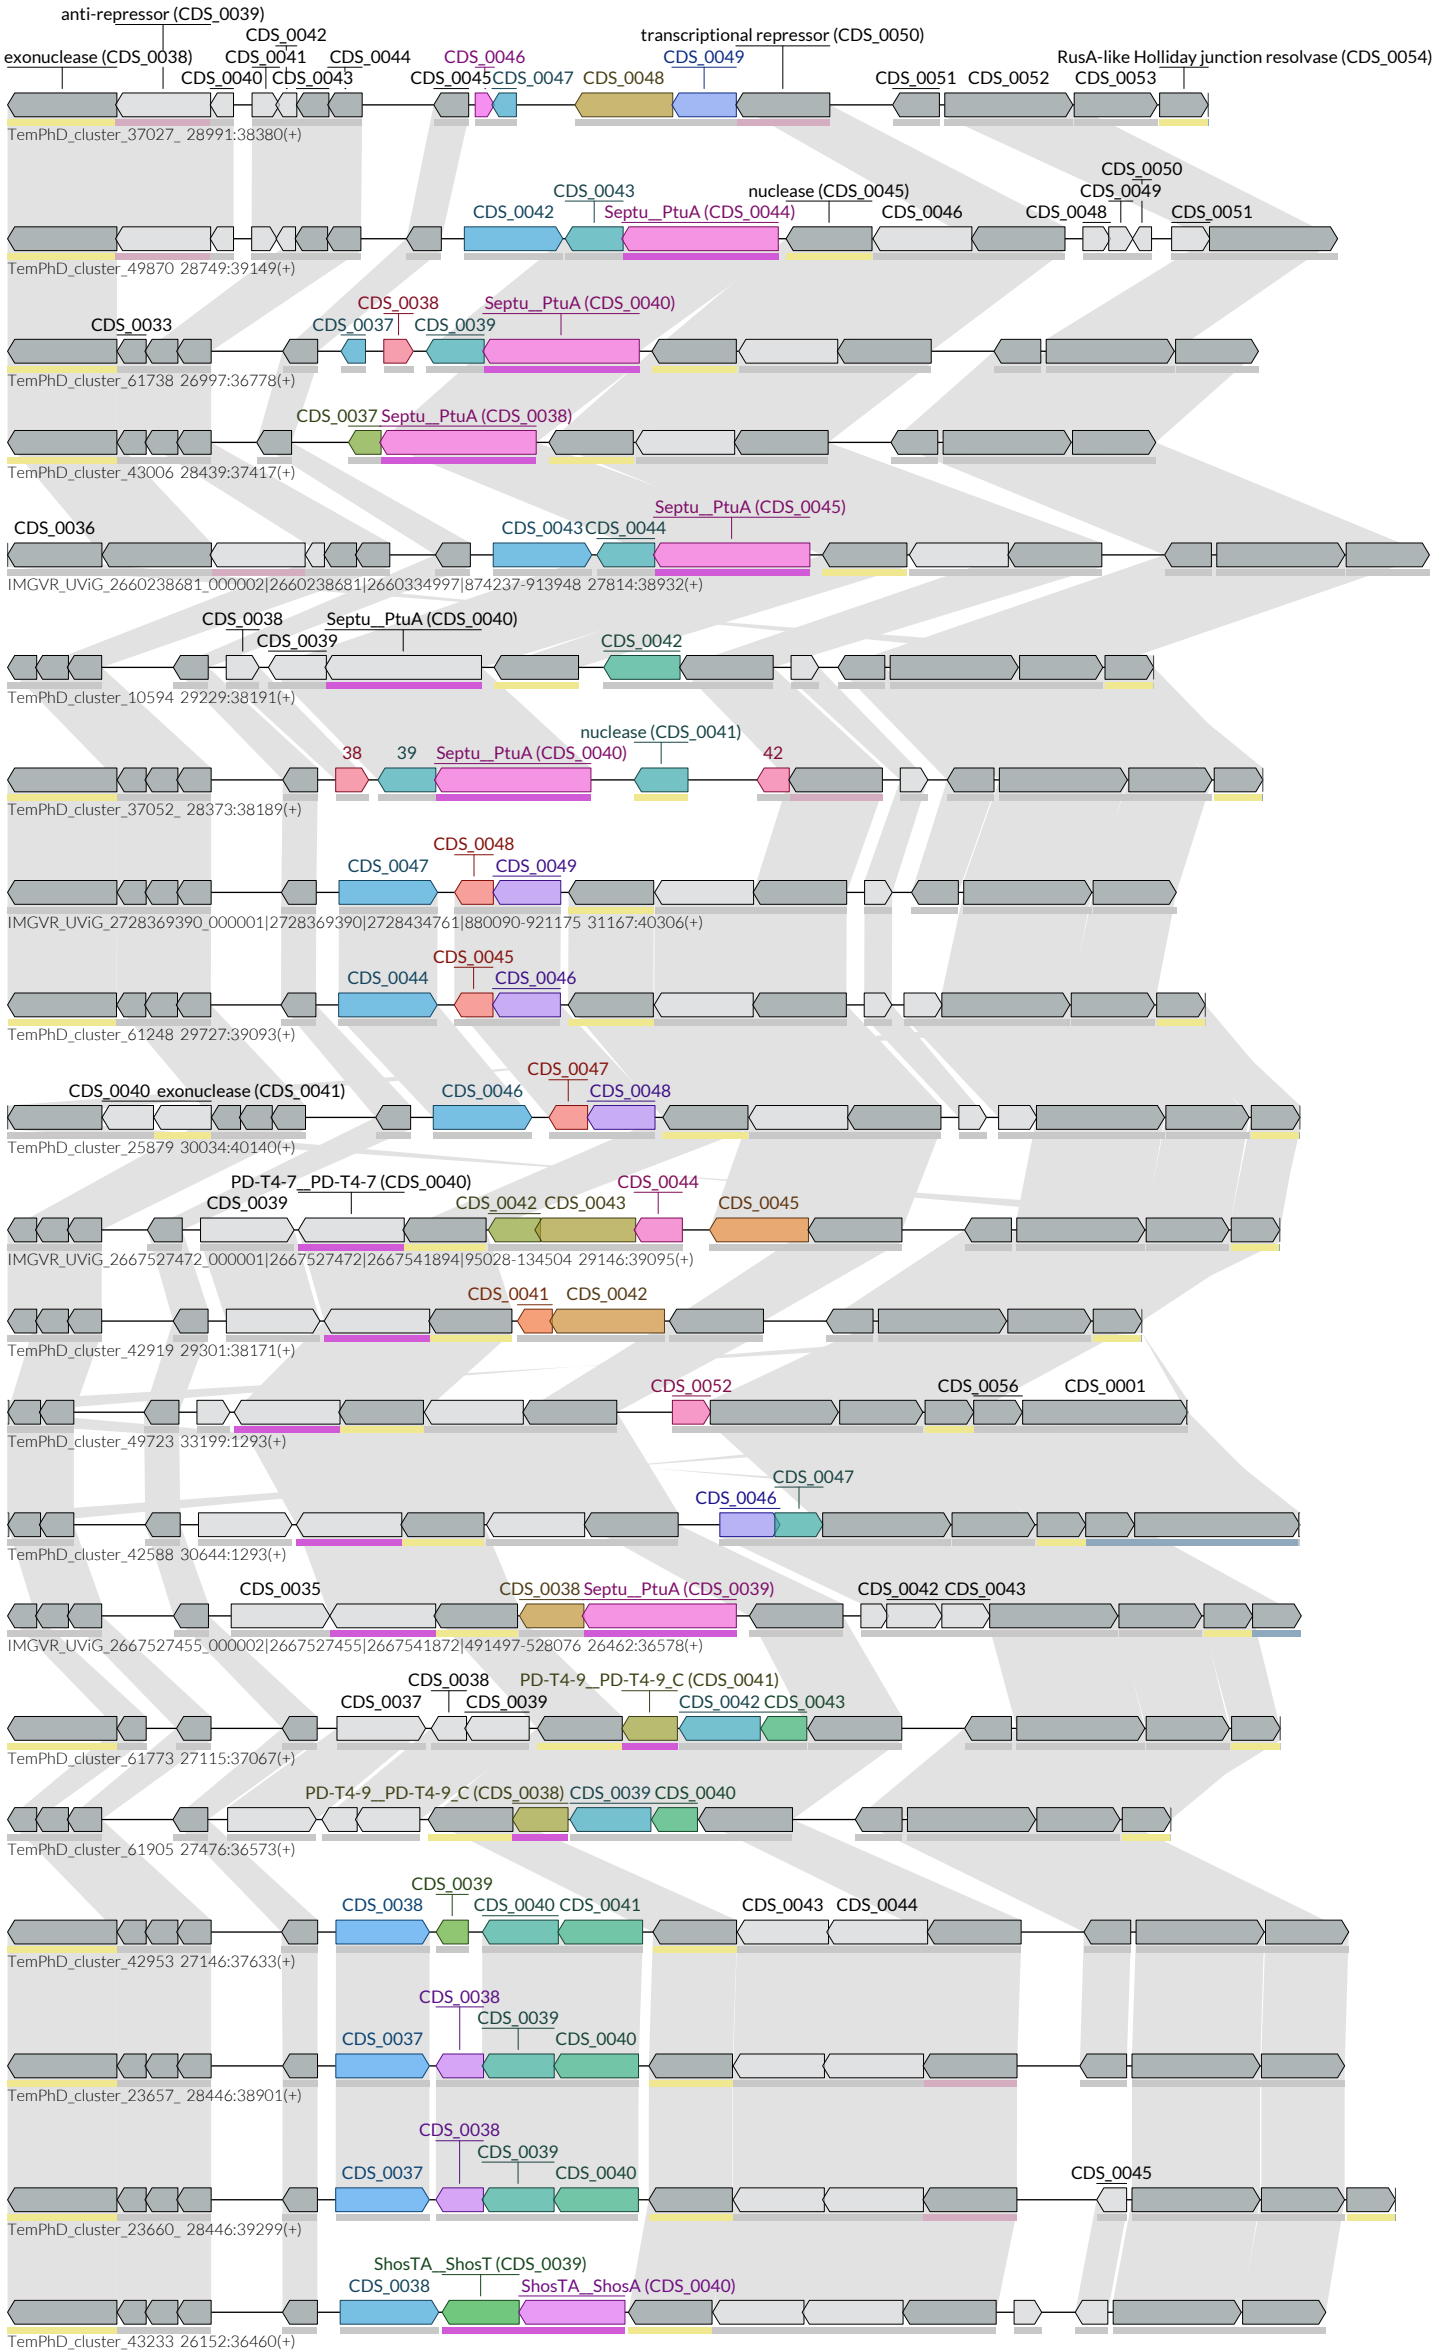 anti-repressor (CDS_0039)
CDS_0042 transcriptional repressor (CDS_0050)
exonuclease (CDS_0038) CDS_0041 CDS_0044 CDS_0046 CDS_0049 RusA-like Holliday junction resolvase (CDS_0054)
CDS_0040 CDS_0043 CDS_0045 CDS_0047 CDS_0048 CDS_0051 CDS_0052 CDS_0053
TemPhD_cluster_37027_ 28991:38380(+)
CDS_0050
CDS_0043 nuclease (CDS_0045) CDS_0049
CDS_0042 Septu__PtuA (CDS_0044) CDS_0046 CDS_0048 CDS_0051
TemPhD_cluster_49870 28749:39149(+)
CDS_0038 Septu__PtuA (CDS_0040)
CDS_0033 CDS_0037 CDS_0039
TemPhD_cluster_61738 26997:36778(+)
CDS_0037 Septu__PtuA (CDS_0038)
TemPhD_cluster_43006 28439:37417(+)
Septu__PtuA (CDS_0045)
CDS_0036 CDS_0043 CDS_0044
IMGVR_UViG_2660238681_000002|2660238681|2660334997|874237-913948 27814:38932(+)
CDS_0038 Septu__PtuA (CDS_0040)
CDS_0039 CDS_0042
TemPhD_cluster_10594 29229:38191(+)
nuclease (CDS_0041)
38 39 Septu__PtuA (CDS_0040) 42
TemPhD_cluster_37052_ 28373:38189(+)
CDS_0048
CDS_0047 CDS_0049
IMGVR_UViG_2728369390_000001|2728369390|2728434761|880090-921175 31167:40306(+)
CDS_0045
CDS_0044 CDS_0046
TemPhD_cluster_61248 29727:39093(+)
CDS_0047
CDS_0040 exonuclease (CDS_0041) CDS_0046 CDS_0048
TemPhD_cluster_25879 30034:40140(+)
PD-T4-7__PD-T4-7 (CDS_0040) CDS_0044
CDS_0039 CDS_0042 CDS_0043 CDS_0045
IMGVR_UViG_2667527472_000001|2667527472|2667541894|95028-134504 29146:39095(+)
CDS_0041 CDS_0042
TemPhD_cluster_42919 29301:38171(+)
CDS_0052 CDS_0056 CDS_0001
TemPhD_cluster_49723 33199:1293(+)
CDS_0047
CDS_0046
TemPhD_cluster_42588 30644:1293(+)
CDS_0035 CDS_0038 Septu__PtuA (CDS_0039) CDS_0042 CDS_0043
IMGVR_UViG_2667527455_000002|2667527455|2667541872|491497-528076 26462:36578(+)
CDS_0038 PD-T4-9__PD-T4-9_C (CDS_0041)
CDS_0037 CDS_0039 CDS_0042 CDS_0043
TemPhD_cluster_61773 27115:37067(+)
PD-T4-9__PD-T4-9_C (CDS_0038) CDS_0039 CDS_0040
TemPhD_cluster_61905 27476:36573(+)
CDS_0039
CDS_0038 CDS_0040 CDS_0041 CDS_0043 CDS_0044
TemPhD_cluster_42953 27146:37633(+)
CDS_0038
CDS_0039
CDS_0037 CDS_0040
TemPhD_cluster_23657_ 28446:38901(+)
CDS_0038
CDS_0039
CDS_0037 CDS_0040 CDS_0045
TemPhD_cluster_23660_ 28446:39299(+)
ShosTA__ShosT (CDS_0039)
CDS_0038 ShosTA__ShosA (CDS_0040)
TemPhD_cluster_43233 26152:36460(+)